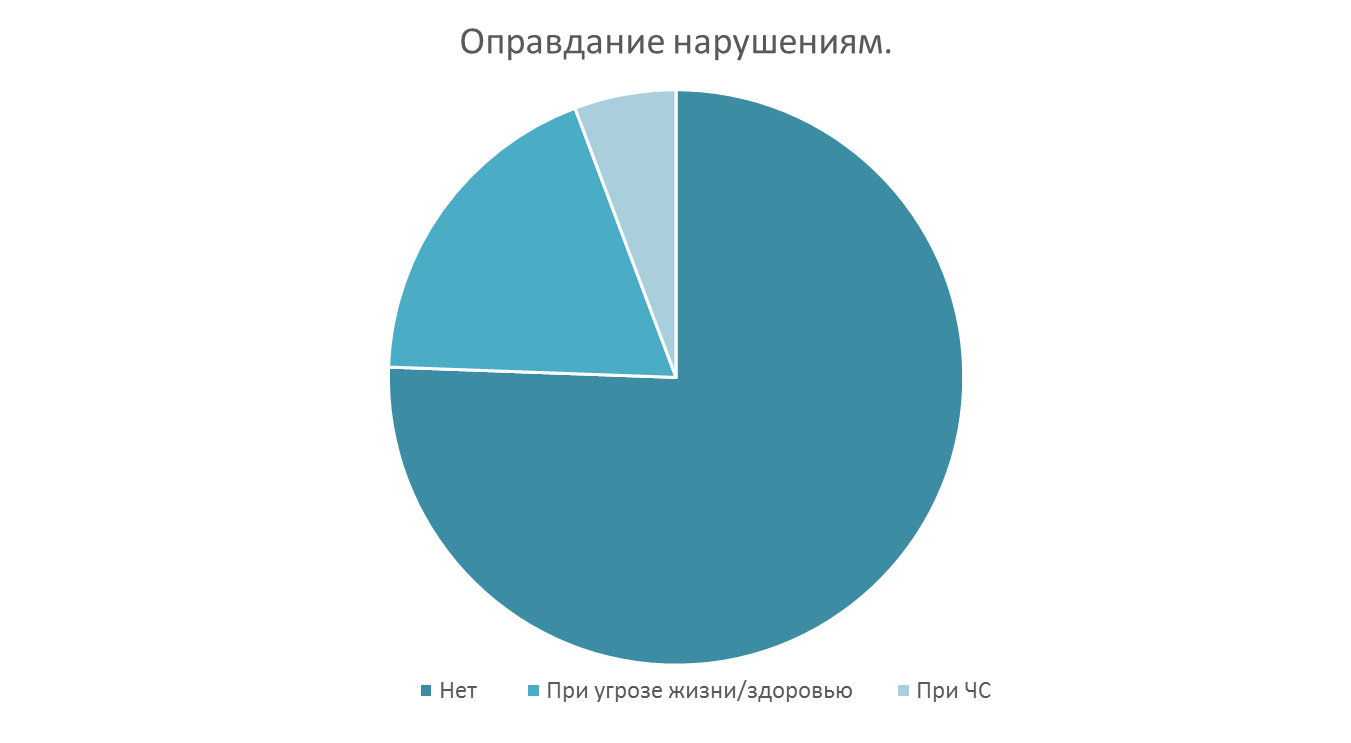 Оправдание нарушениям.
Нет При угрозе жизни/здоровью При ЧС